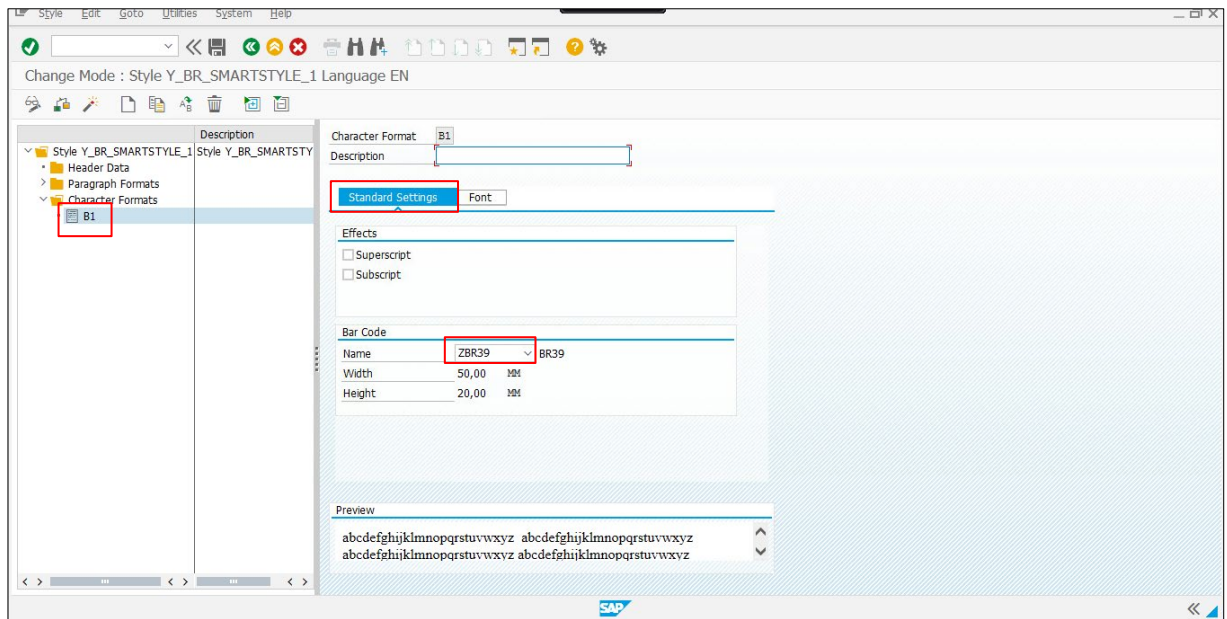 Style Edit Goto Utilities System Help
Change Mode : Style Y_BR_SMARTSTYLE_1 Language EN
Description
Style Y_BR_SMARTSTYLE_1 Style Y_BR_SMARTSTY
Header Data
Paragraph Formats
Character Formats
B1
Character Format B1
Description
Standard Settings Font
Effects
Superscript
Subscript
Bar Code
Name ZBR39 BR39
Width 50,00 MM
Height 20,00 MM
Preview
abcdefghijklmnopqrstuvwxyz abcdefghijklmnopqrstuvwxyz
abcdefghijklmnopqrstuvwxyz abcdefghijklmnopqrstuvwxyz
SAP